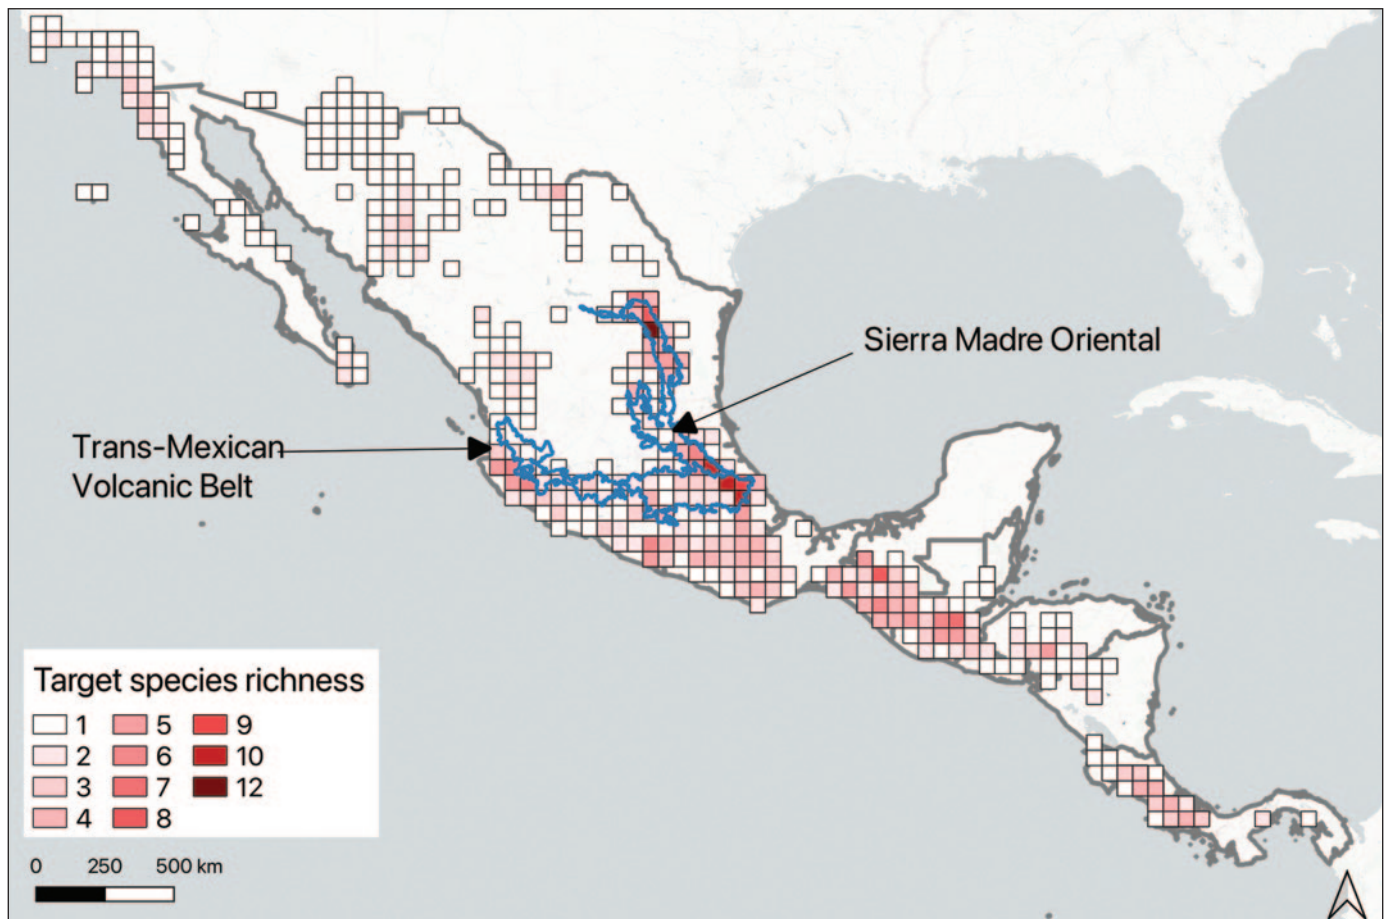 Sierra Madre Oriental
Trans-Mexican
Volcanic Belt
Target species richness
1 5 9
2 6 10
3 7 12
4 8
0 250 500 km